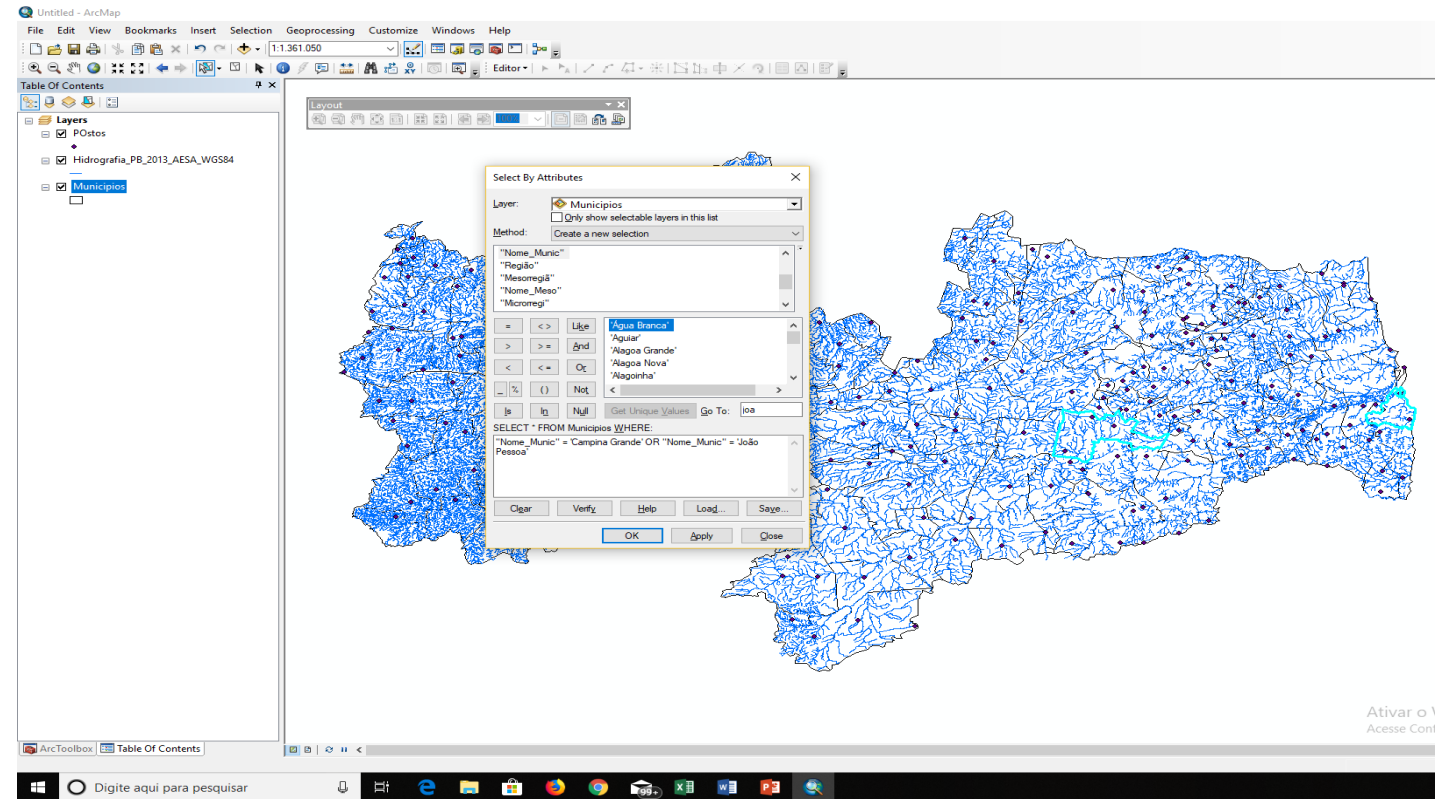 Untitled - ArcMap
File Edit View Bookmarks Insert Selection Geoprocessing Customize Windows Help
1:1.361.050
Editor
Table Of Contents
Layers
POstos
Hidrografia_PB_2013_AESA_WGS84
Municipios
Layout
Select By Attributes
Layer: Municipios
Only show selectable layers in this list
Method: Create a new selection
"Nome_Munic"
"Região"
"Mesorregiã"
"Nome_Meso"
"Microrregi"
= <> Like
> >= And
< <= Or
_ % () Not
Is In Null
'Água Branca'
'Aguiar'
'Alagoa Grande'
'Alagoa Nova'
'Alagoinha'
Get Unique Values Go To: joa
SELECT * FROM Municipios WHERE:
"Nome_Munic" = 'Campina Grande' OR "Nome_Munic" = 'João
Pessoa'
Clear Verify Help Load... Save...
OK Apply Close
Ativar o
Acesse Conf
ArcToolbox Table Of Contents
Digite aqui para pesquisar
99+